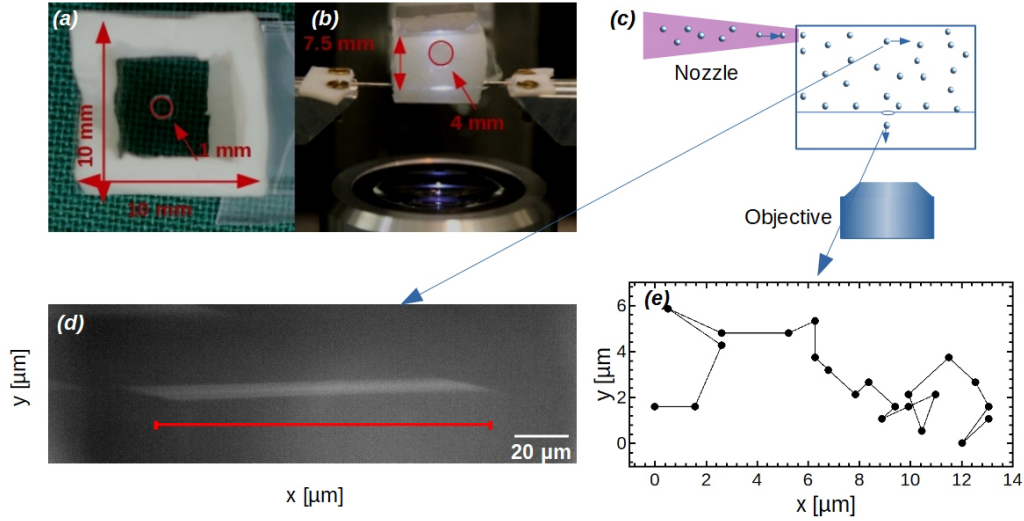 (a)
10 mm
1 mm
10 mm
(b)
7.5 mm
4 mm
(c)
Nozzle
Objective
(d)
20 µm
y [µm]
x [µm]
(e)
6
4
2
0
y [µm]
0 2 4 6 8 10 12 14
x [µm]